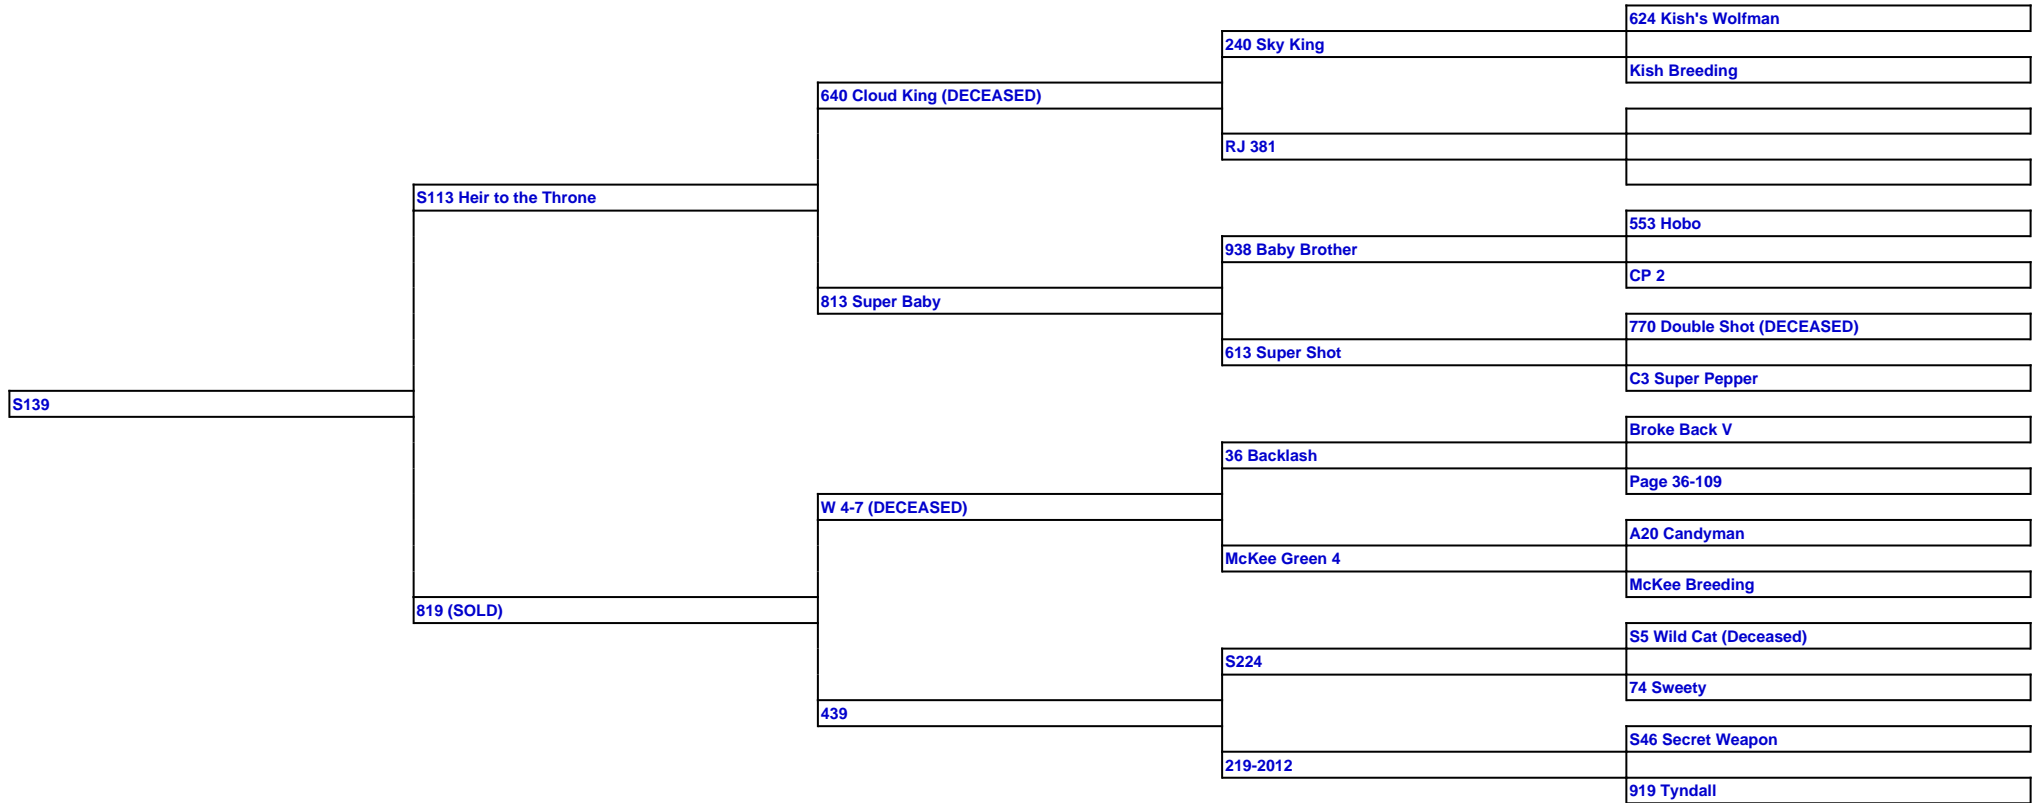 624 Kish's Wolfman
240 Sky King
Kish Breeding
640 Cloud King (DECEASED)
RJ 381
S113 Heir to the Throne
553 Hobo
938 Baby Brother
CP 2
813 Super Baby
770 Double Shot (DECEASED)
613 Super Shot
C3 Super Pepper
S139
Broke Back V
36 Backlash
Page 36-109
W 4-7 (DECEASED)
A20 Candyman
McKee Green 4
McKee Breeding
819 (SOLD)
S5 Wild Cat (Deceased)
S224
74 Sweety
439
S46 Secret Weapon
219-2012
919 Tyndall